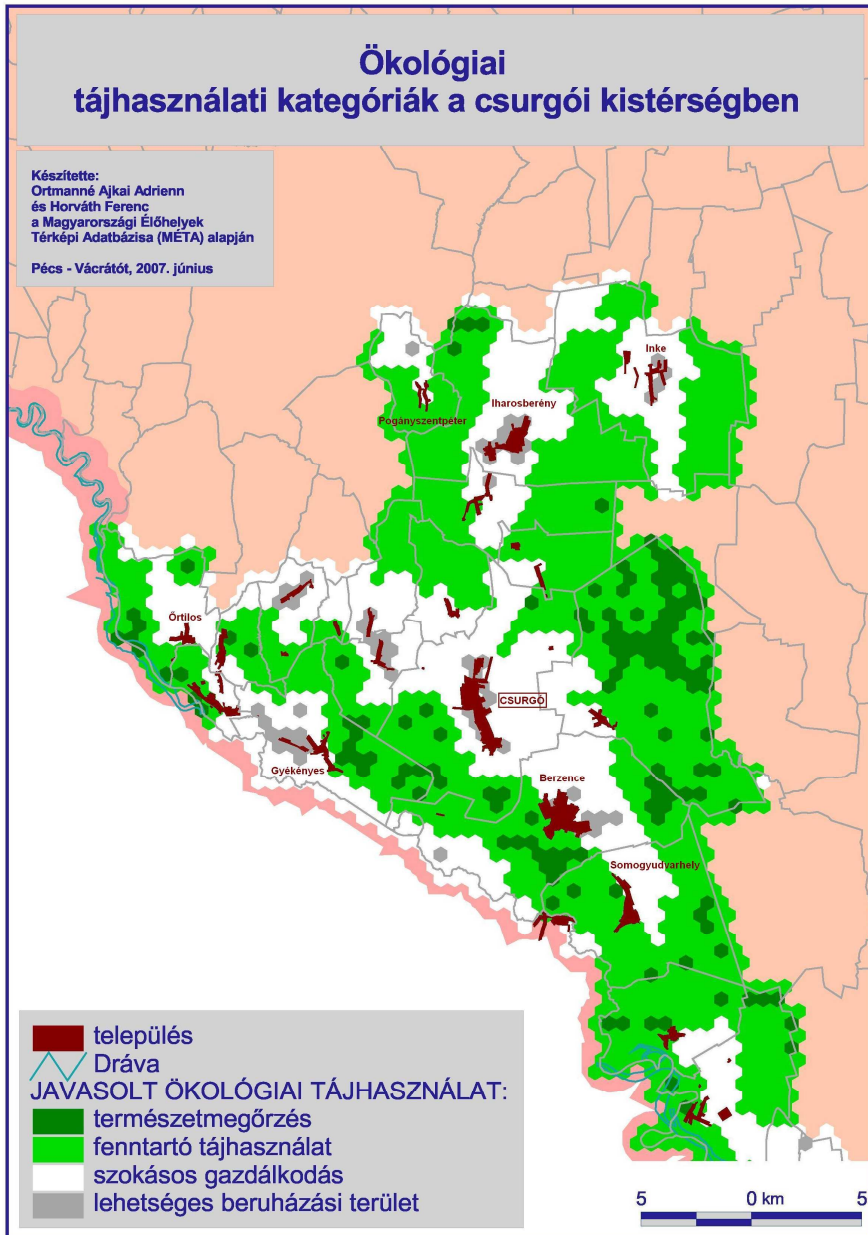 Ökológiai
tájhasználati kategóriák a csurgói kistérségben
Készítette:
Ortmanné Ajkai Adrienn
és Horváth Ferenc
a Magyarországi Élőhelyek
Térképi Adatbázisa (MÉTA) alapján
Pécs - Vácrátót, 2007. június
Inke
Iharosberény
Pogányszentpéter
Őrtilos
CSURGÓ
Gyékényes
Berzence
Somogyudvarhely
település
Dráva
JAVASOLT ÖKOLÓGIAI TÁJHASZNÁLAT:
természetmegőrzés
fenntartó tájhasználat
szokásos gazdálkodás
lehetséges beruházási terület
5 0 km 5